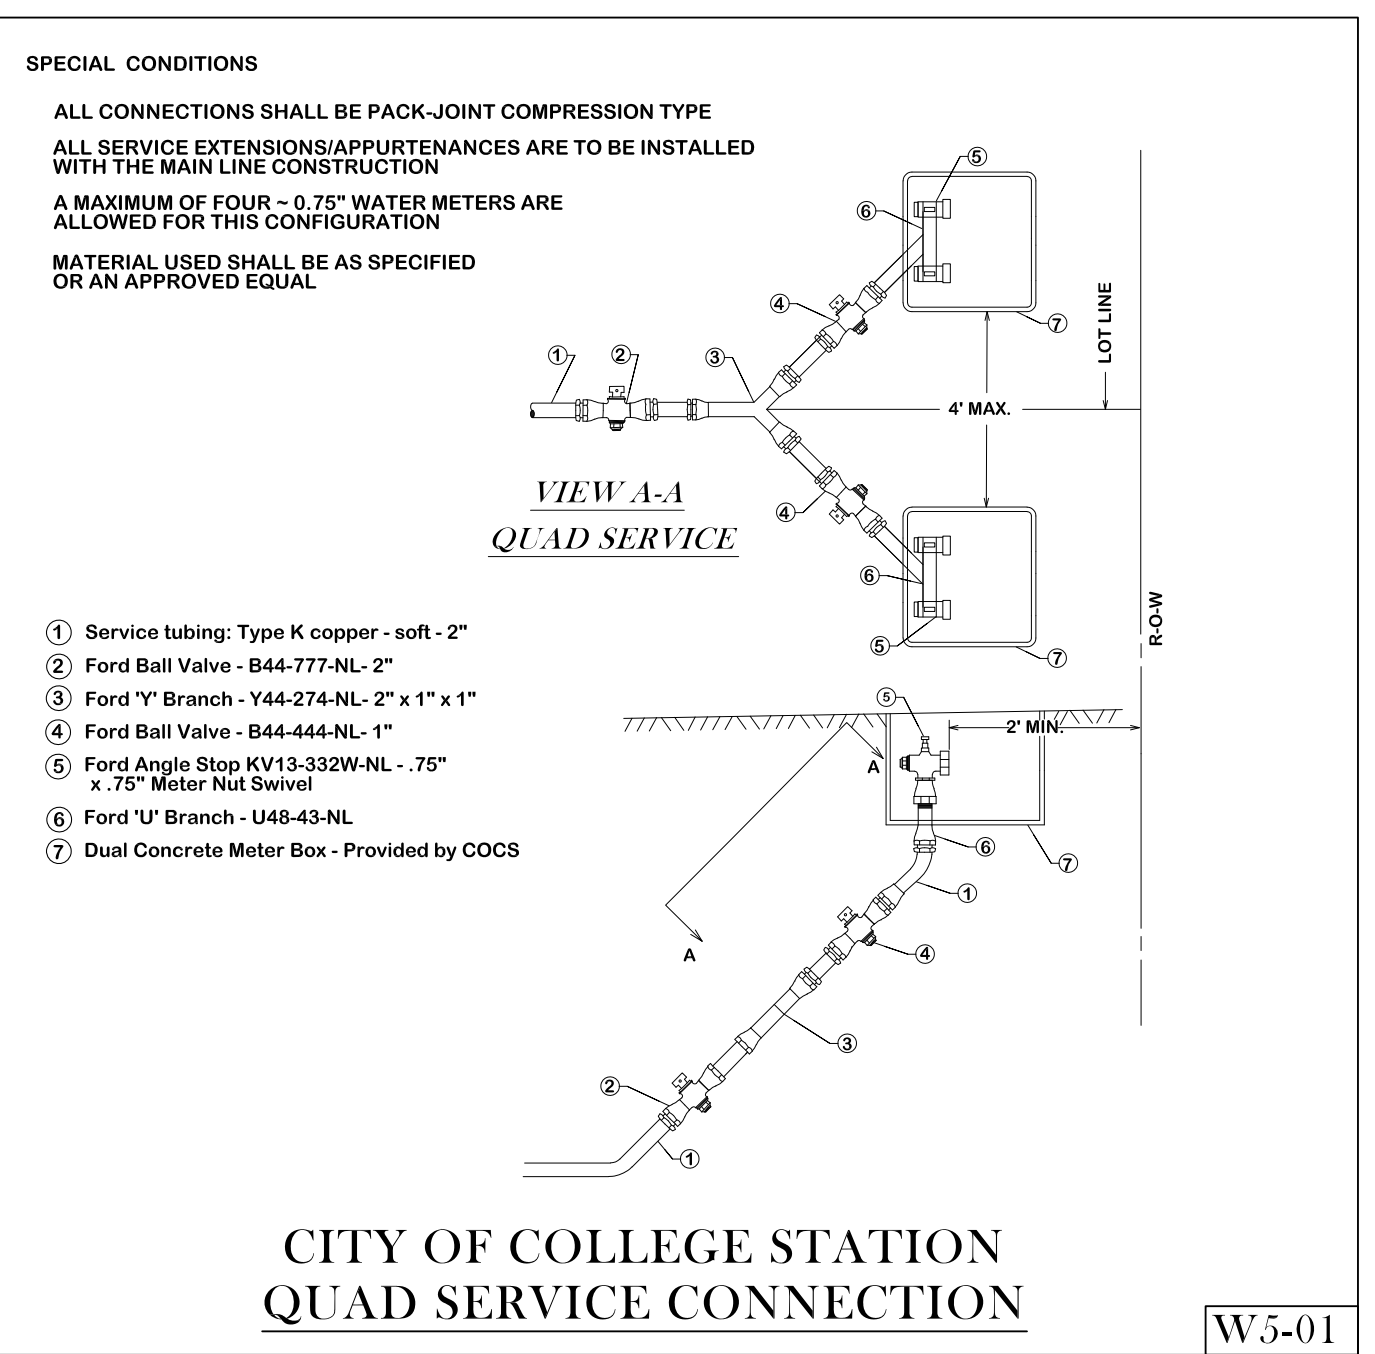 SPECIAL CONDITIONS
ALL CONNECTIONS SHALL BE PACK-JOINT COMPRESSION TYPE
ALL SERVICE EXTENSIONS/APPURTENANCES ARE TO BE INSTALLED
WITH THE MAIN LINE CONSTRUCTION
A MAXIMUM OF FOUR ~ 0.75" WATER METERS ARE
ALLOWED FOR THIS CONFIGURATION
MATERIAL USED SHALL BE AS SPECIFIED
OR AN APPROVED EQUAL
5
6
4
7
1
2
3
LOT LINE
4' MAX.
VIEW A-A
QUAD SERVICE
4
6
5
7
R-O-W
1 Service tubing: Type K copper - soft - 2"
2 Ford Ball Valve - B44-777-NL- 2"
3 Ford 'Y' Branch - Y44-274-NL- 2" x 1" x 1"
4 Ford Ball Valve - B44-444-NL- 1"
5 Ford Angle Stop KV13-332W-NL - .75"
x .75" Meter Nut Swivel
6 Ford 'U' Branch - U48-43-NL
7 Dual Concrete Meter Box - Provided by COCS
5
2' MIN.
A
6
7
1
A
4
3
2
1
CITY OF COLLEGE STATION
QUAD SERVICE CONNECTION
W5-01